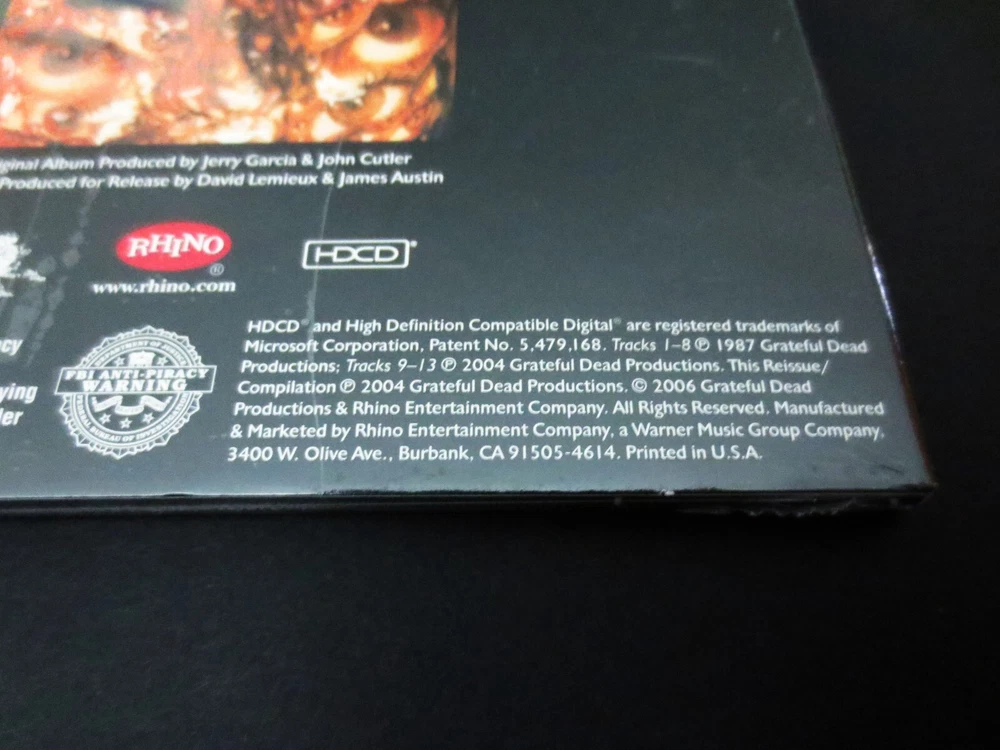 ginal Album Produced by Jerry Garcia & John Cutler
Produced for Release by David Lemieux & James Austin
RHINO
®
www.rhino.com
HDCD®
cy
ying
ler
FBI ANTI-PIRACY
WARNING
HDCD® and High Definition Compatible Digital® are registered trademarks of
Microsoft Corporation, Patent No. 5,479,168. Tracks 1–8 ℗ 1987 Grateful Dead
Productions; Tracks 9–13 ℗ 2004 Grateful Dead Productions. This Reissue/
Compilation ℗ 2004 Grateful Dead Productions. © 2006 Grateful Dead
Productions & Rhino Entertainment Company. All Rights Reserved. Manufactured
& Marketed by Rhino Entertainment Company, a Warner Music Group Company,
3400 W. Olive Ave., Burbank, CA 91505-4614. Printed in U.S.A.